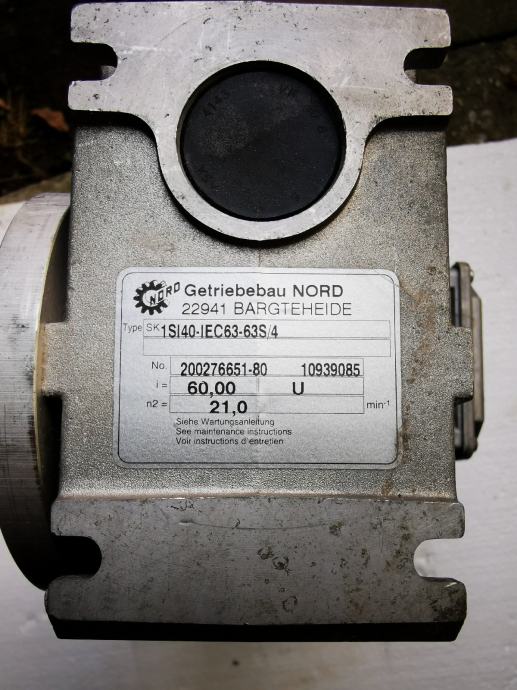 NORD Getriebebau NORD
22941 BARGTEHEIDE
Type SK 1SI40-IEC63-63S/4
No. 200276651-80 10939085
i = 60,00 U
n2 = 21,0 min-1
Siehe Wartungsanleitung
See maintenance instructions
Voir instructions d'entretien